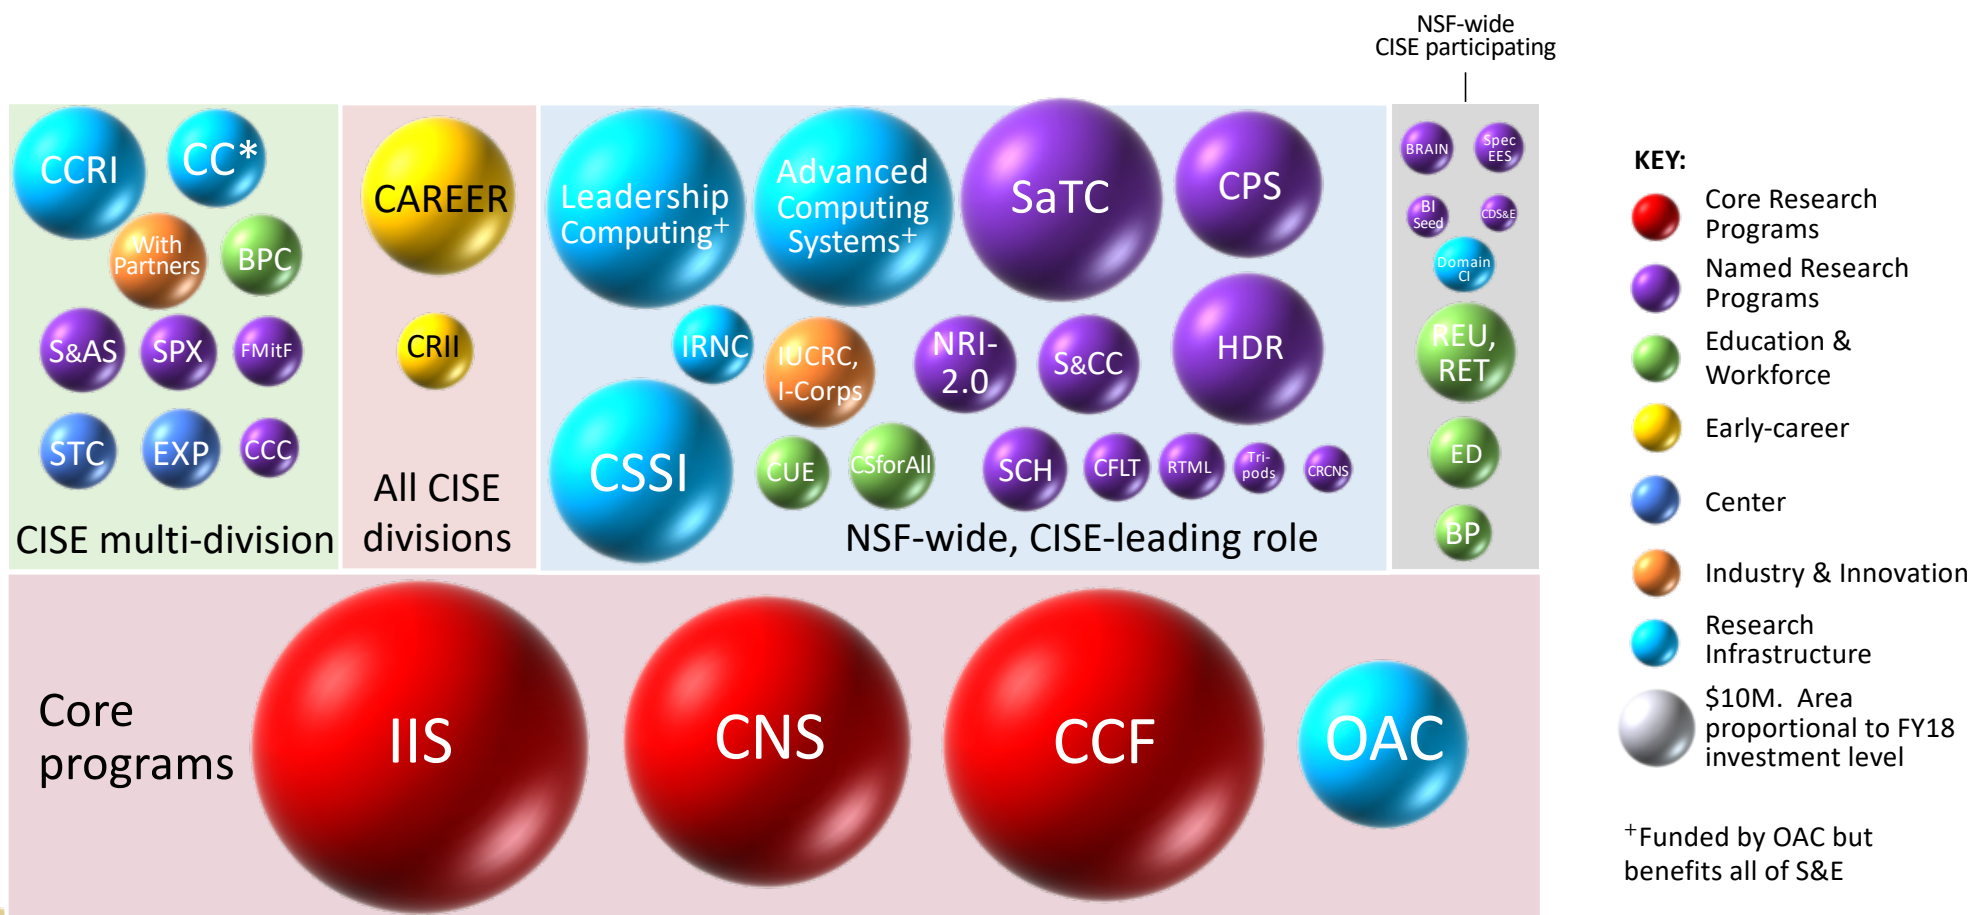 NSF-wide
CISE participating
CCRI
CC*
With
Partners
BPC
S&AS
SPX
FMitF
STC
EXP
CCC
CISE multi-division
CAREER
CRII
All CISE
divisions
Leadership
Computing+
Advanced
Computing
Systems+
SaTC
CPS
IRNC
IUCRC,
I-Corps
NRI-
2.0
S&CC
HDR
CSSI
CUE
CSforAll
SCH
CFLT
RTML
Tri-
pods
CRCNS
NSF-wide, CISE-leading role
BRAIN
Spec
EES
BI
Seed
CDS&E
Domain
CI
REU,
RET
ED
BP
Core
programs
IIS
CNS
CCF
OAC
KEY:
Core Research
Programs
Named Research
Programs
Education &
Workforce
Early-career
Center
Industry & Innovation
Research
Infrastructure
$10M. Area
proportional to FY18
investment level
+Funded by OAC but
benefits all of S&E